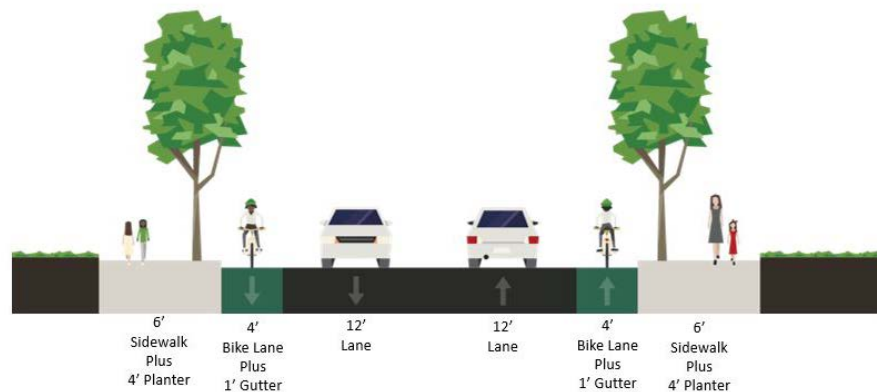 6’
Sidewalk
Plus
4’ Planter
4’
Bike Lane
Plus
1’ Gutter
12’
Lane
12’
Lane
4’
Bike Lane
Plus
1’ Gutter
6’
Sidewalk
Plus
4’ Planter